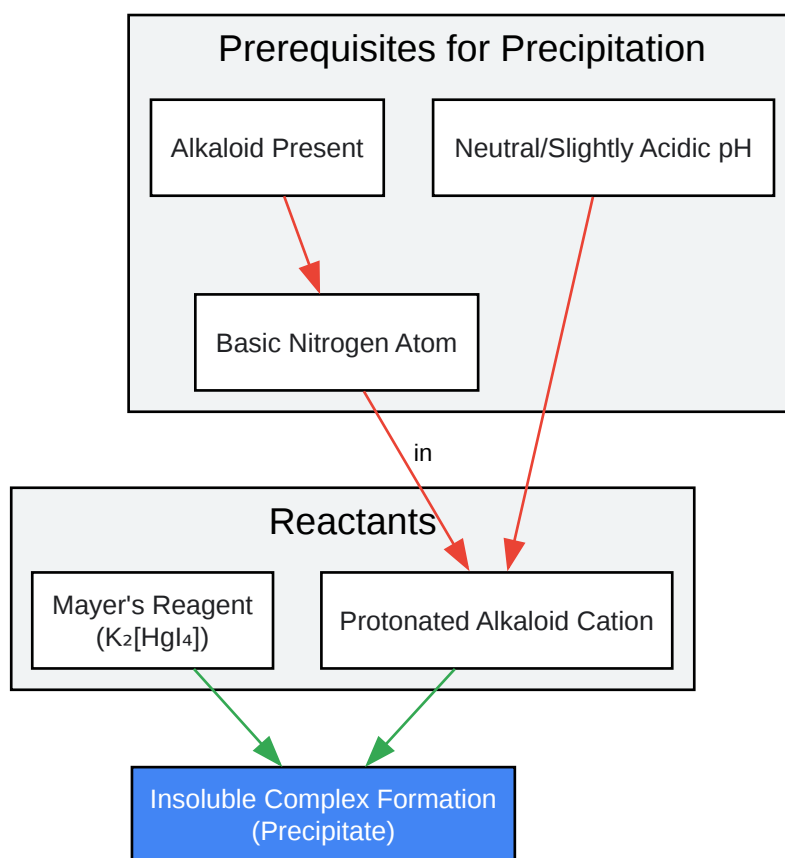 Prerequisites for Precipitation
Alkaloid Present
Neutral/Slightly Acidic pH
Basic Nitrogen Atom
in
Reactants
Mayer's Reagent
(K₂[HgI₄])
Protonated Alkaloid Cation
Insoluble Complex Formation
(Precipitate)